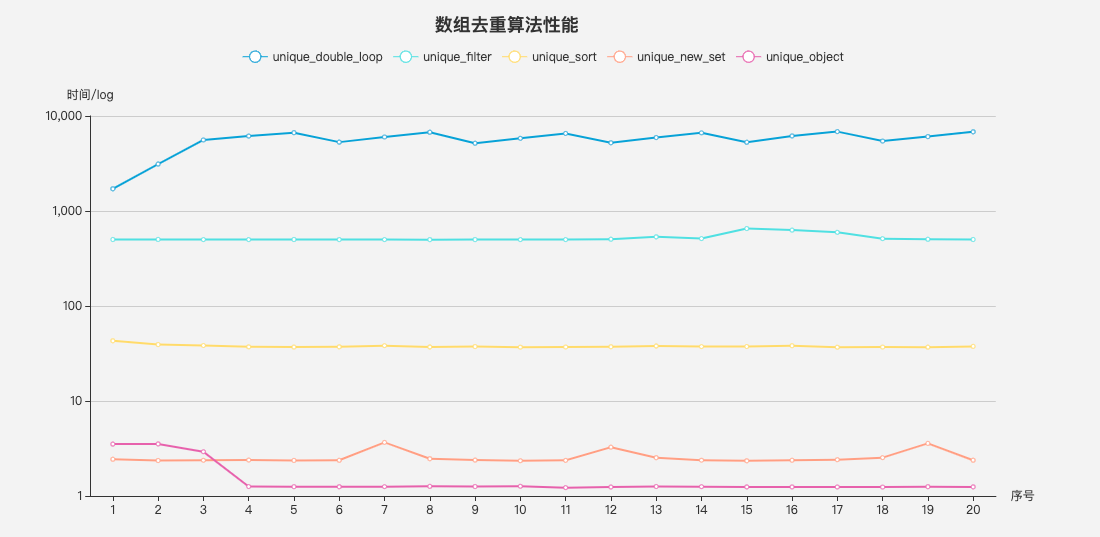 数组去重算法性能
unique_double_loop unique_filter unique_sort unique_new_set unique_object
时间/log
10,000
1,000
100
10
1
1 2 3 4 5 6 7 8 9 10 11 12 13 14 15 16 17 18 19 20
序号